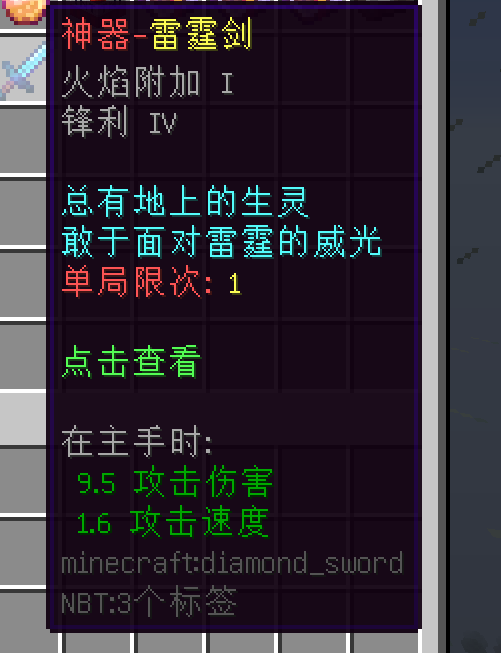 神器-雷霆剑
火焰附加 I
锋利 IV
总有地上的生灵
敢于面对雷霆的威光
单局限次: 1
点击查看
在主手时:
9.5 攻击伤害
1.6 攻击速度
minecraft:diamond_sword
NBT:3个标签